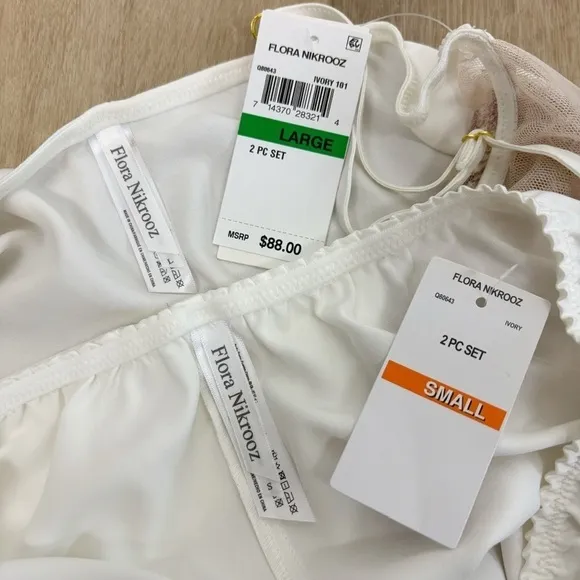 FLORA NIKROOZ
Q80643 IVORY 101
7 14370 28321 4
LARGE
2 PC SET
MSRP $88.00
Flora Nikrooz
FLORA NIKROOZ
Q80643 IVORY
2 PC SET
SMALL
Flora Nikrooz
S